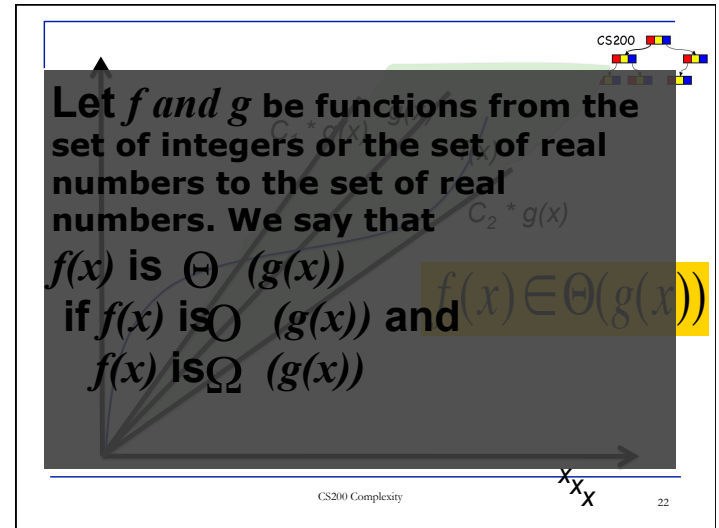 CS200
Let f and g be functions from the
set of integers or the set of real
numbers to the set of real
numbers. We say that
f(x) is Θ (g(x))
if f(x) is O (g(x)) and
f(x) is Ω (g(x))
C₁ * g(x)
g(x)
f(x)
C₂ * g(x)
f(x)∈Θ(g(x))
x
x
x
CS200 Complexity
22